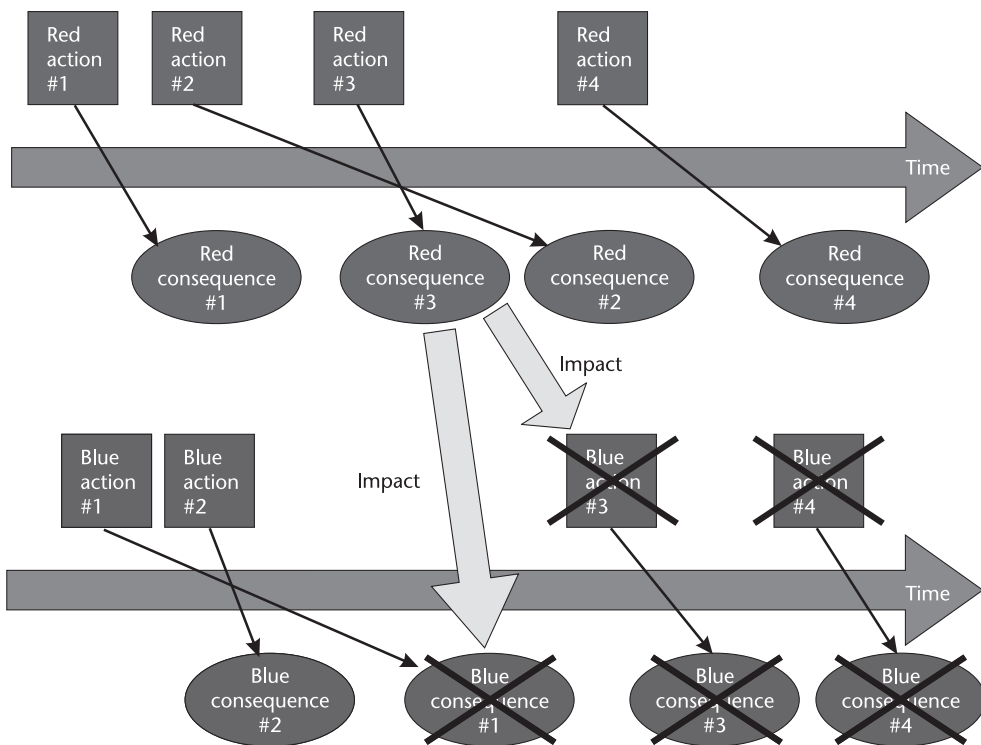 Red
action
#1
Red
action
#2
Red
action
#3
Red
action
#4
Time
Red
consequence
#1
Red
consequence
#3
Red
consequence
#2
Red
consequence
#4
Impact
Impact
Blue
action
#1
Blue
action
#2
Blue
action
#3
Blue
action
#4
Time
Blue
consequence
#2
Blue
consequence
#1
Blue
consequence
#3
Blue
consequence
#4